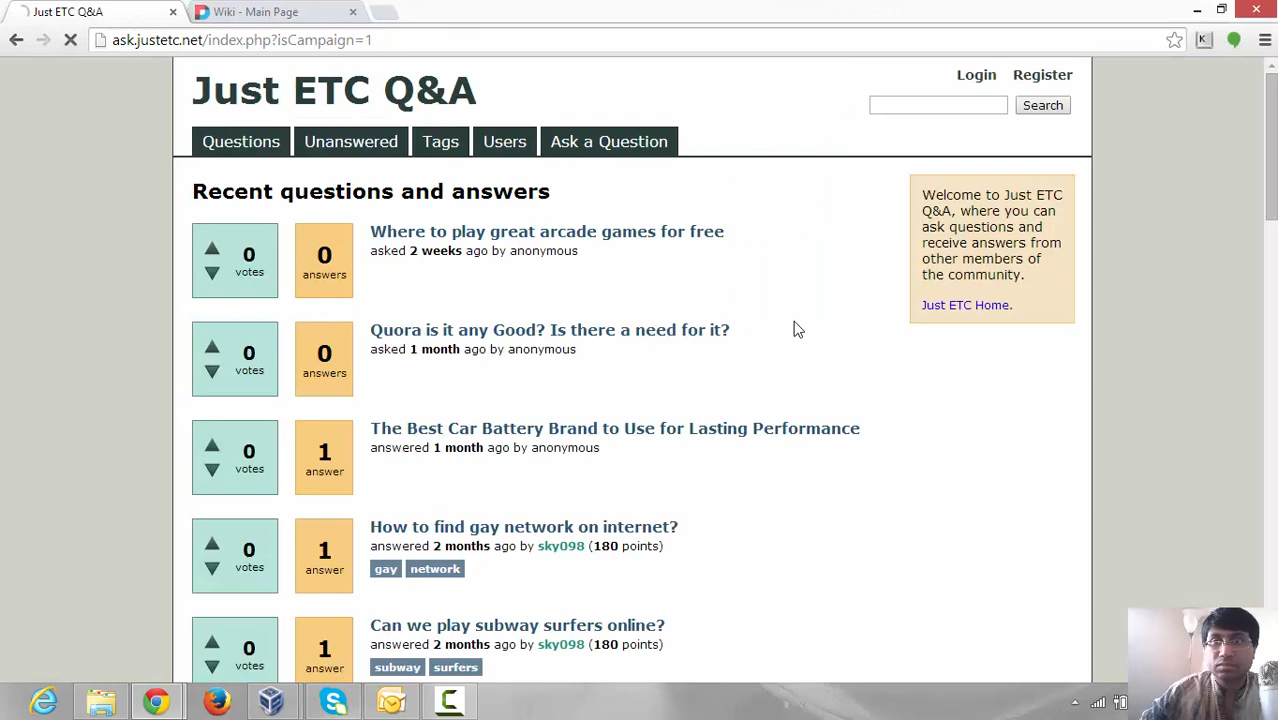 Just ETC Q&A
Wiki - Main Page
ask.justetc.net/index.php?isCampaign=1
Just ETC Q&A
Login Register
Search
Questions Unanswered Tags Users Ask a Question
Recent questions and answers
0 votes
0 answers
Where to play great arcade games for free
asked 2 weeks ago by anonymous
0 votes
0 answers
Quora is it any Good? Is there a need for it?
asked 1 month ago by anonymous
0 votes
1 answer
The Best Car Battery Brand to Use for Lasting Performance
answered 1 month ago by anonymous
0 votes
1 answer
How to find gay network on internet?
answered 2 months ago by sky098 (180 points)
gay network
0 votes
1 answer
Can we play subway surfers online?
answered 2 months ago by sky098 (180 points)
subway surfers
Welcome to Just ETC
Q&A, where you can
ask questions and
receive answers from
other members of
the community.
Just ETC Home.